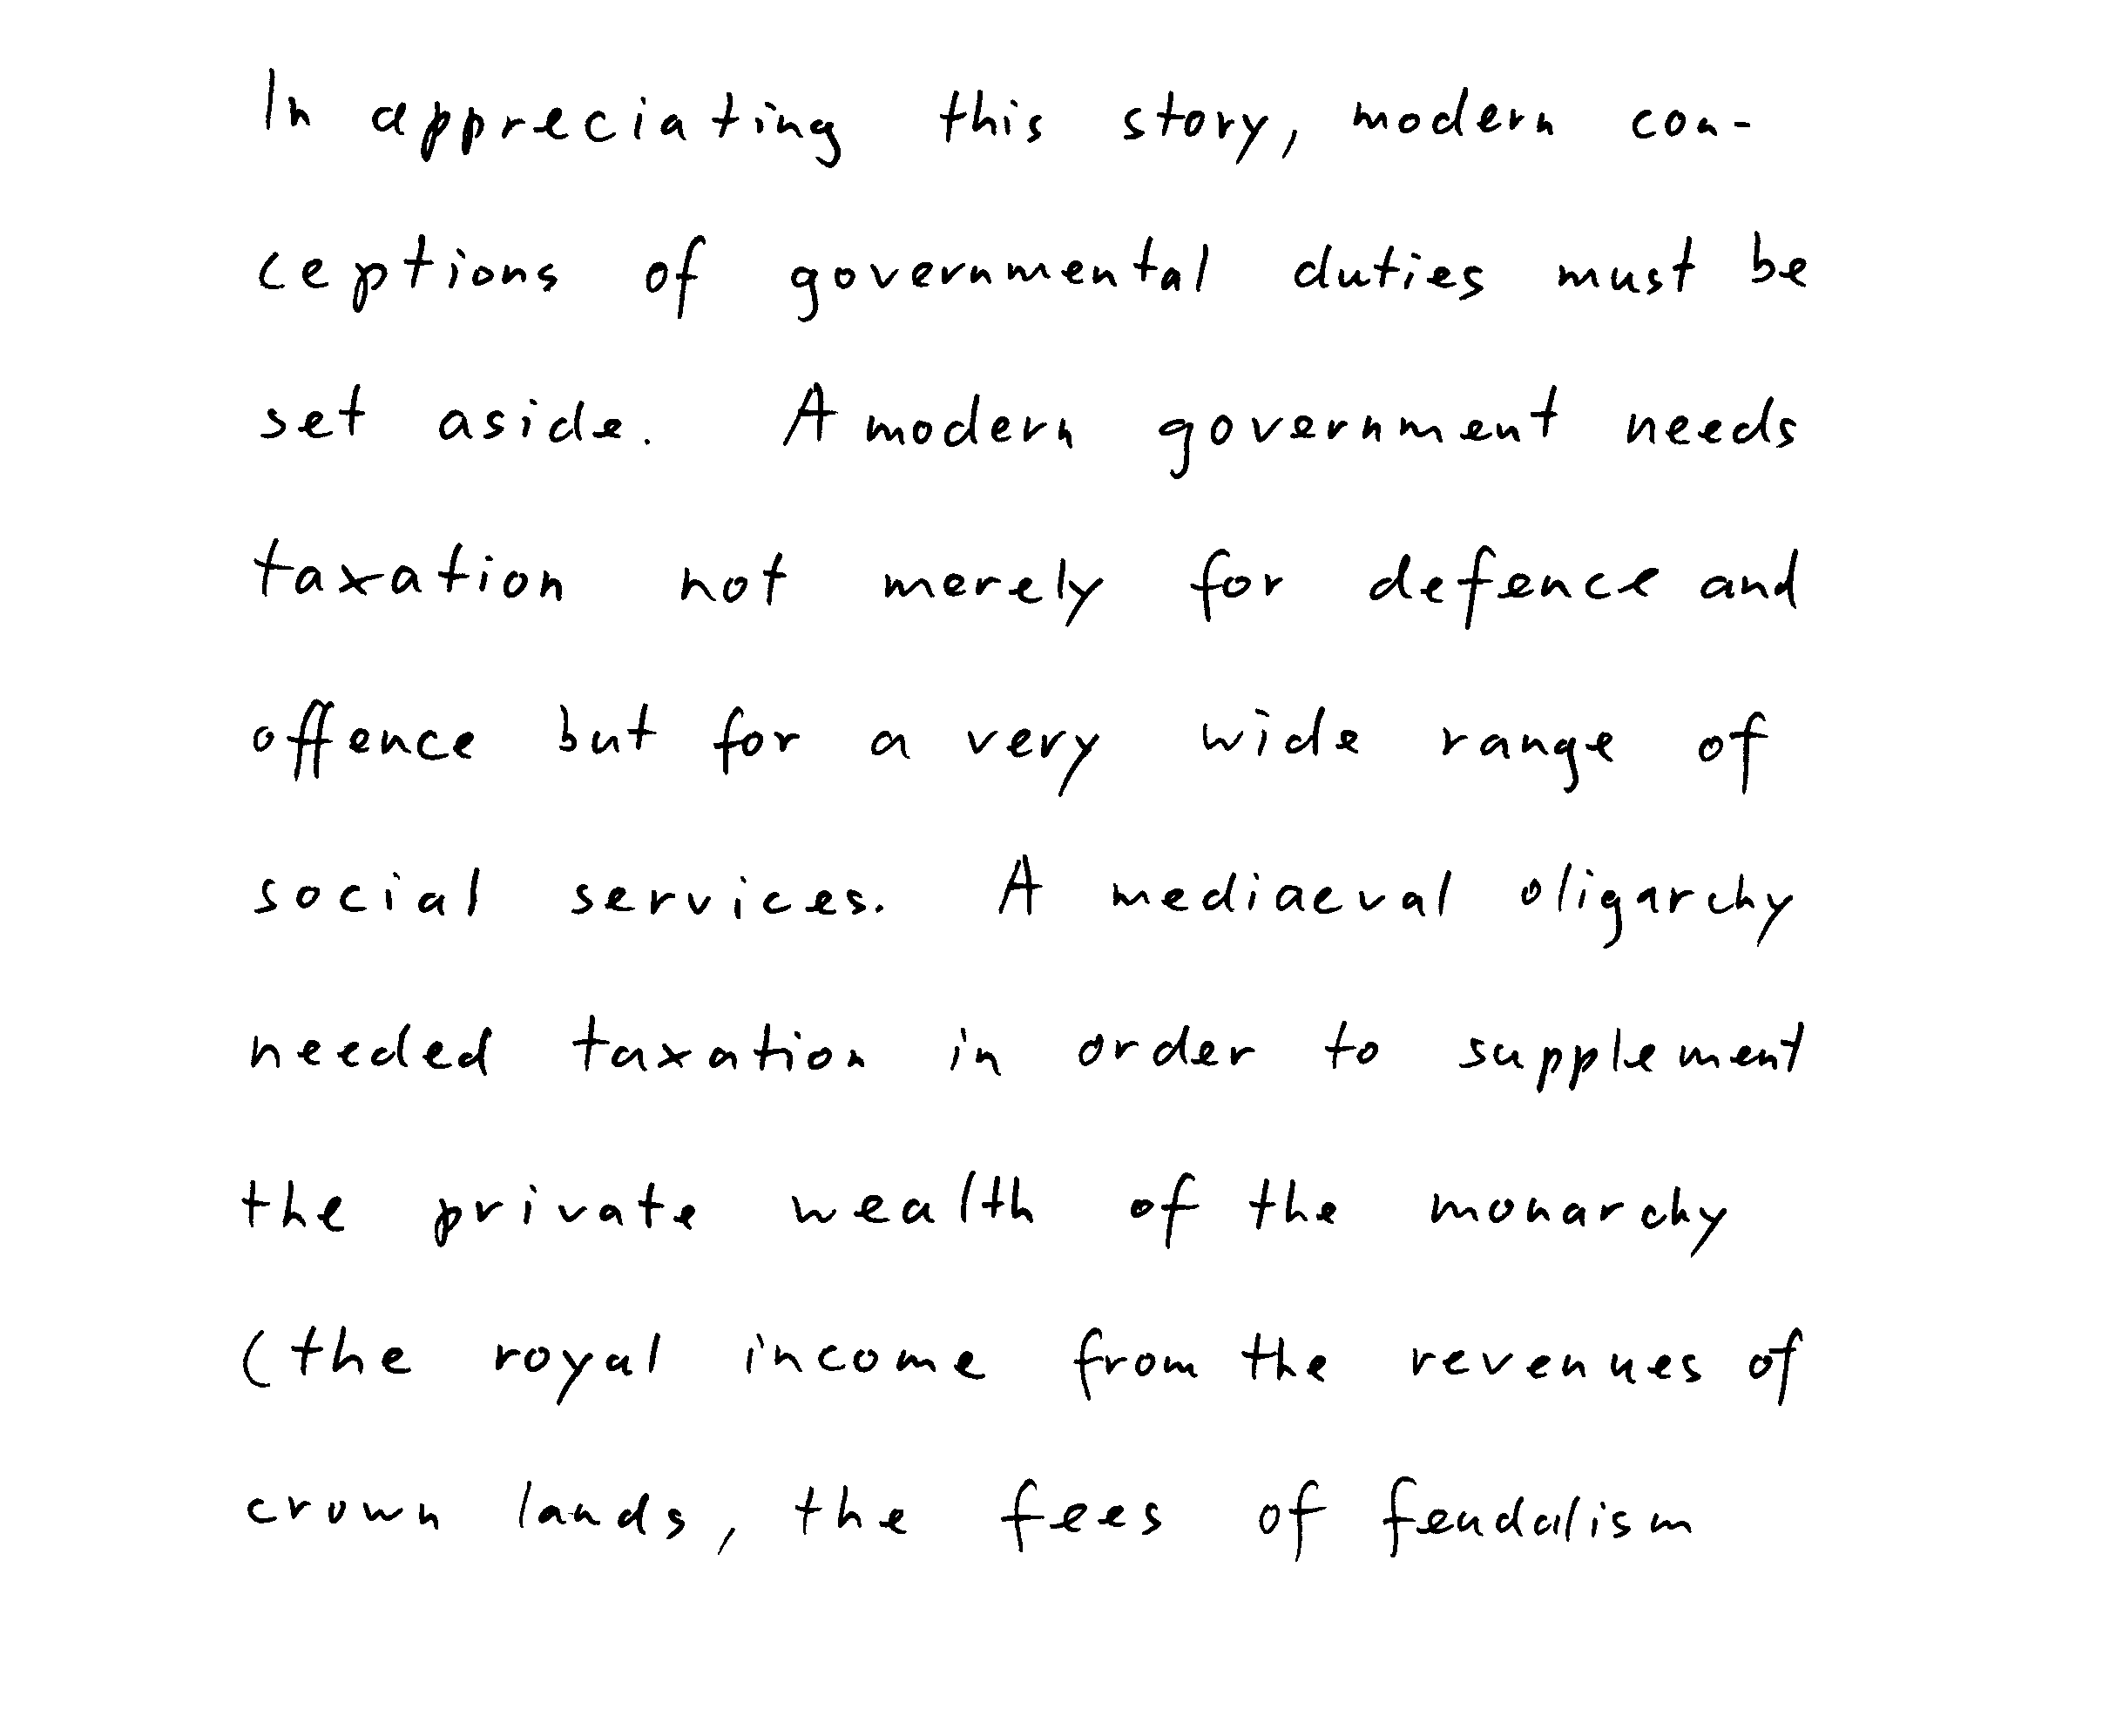 In appreciating this story, modern con-
ceptions of governmental duties must be
set aside. A modern government needs
taxation not merely for defence and
offence but for a very wide range of
social services. A mediaeval oligarchy
needed taxation in order to supplement
the private wealth of the monarchy
(the royal income from the revenues of
crown lands, the fees of feudalism